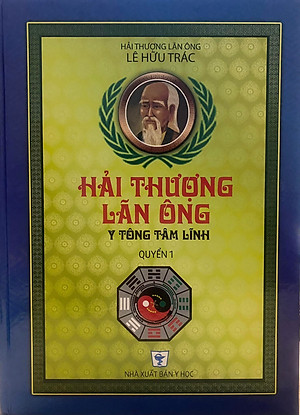 HẢI THƯỢNG LÃN ÔNG
LÊ HỮU TRÁC
HẢI THƯỢNG
LÃN ÔNG
Y TÔNG TÂM LĨNH
QUYỂN 1
NHÀ XUẤT BẢN Y HỌC